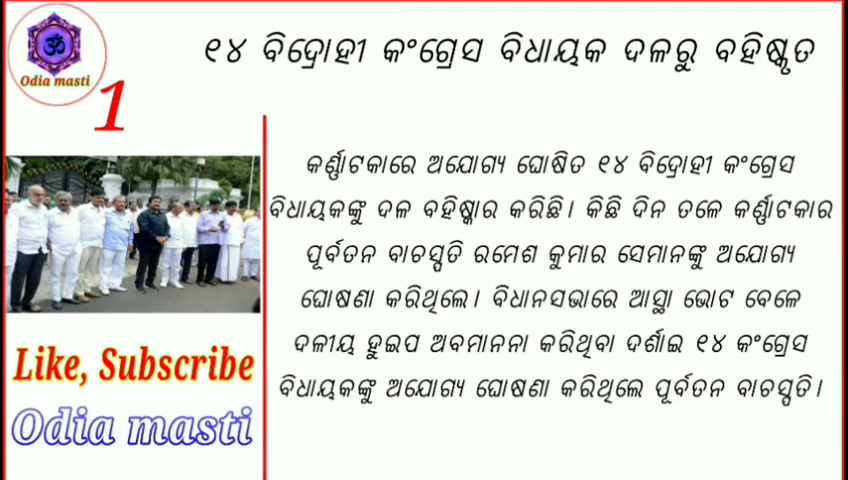 Odia masti
୧୪ ବିଦ୍ରୋହୀ କଂଗ୍ରେସ ବିଧାୟକ ଦଳରୁ ବହିଷ୍କୃତ
1
କର୍ଣ୍ଣାଟକାରେ ଅଯୋଗ୍ୟ ଘୋଷିତ ୧୪ ବିଦ୍ରୋହୀ କଂଗ୍ରେସ
ବିଧାୟକଙ୍କୁ ଦଳ ବହିଷ୍କାର କରିଛି। କିଛି ଦିନ ତଳେ କର୍ଣ୍ଣାଟକାର
ପୂର୍ବତନ ବାଚସ୍ପତି ରମେଶ କୁମାର ସେମାନଙ୍କୁ ଅଯୋଗ୍ୟ
ଘୋଷଣା କରିଥିଲେ। ବିଧାନସଭାରେ ଆସ୍ଥା ଭୋଟ ବେଳେ
ଦଳୀୟ ହୁଇପ ଅବମାନନା କରିଥିବା ଦର୍ଶାଇ ୧୪ କଂଗ୍ରେସ
ବିଧାୟକଙ୍କୁ ଅଯୋଗ୍ୟ ଘୋଷଣା କରିଥିଲେ ପୂର୍ବତନ ବାଚସ୍ପତି।
Like, Subscribe
Odia masti